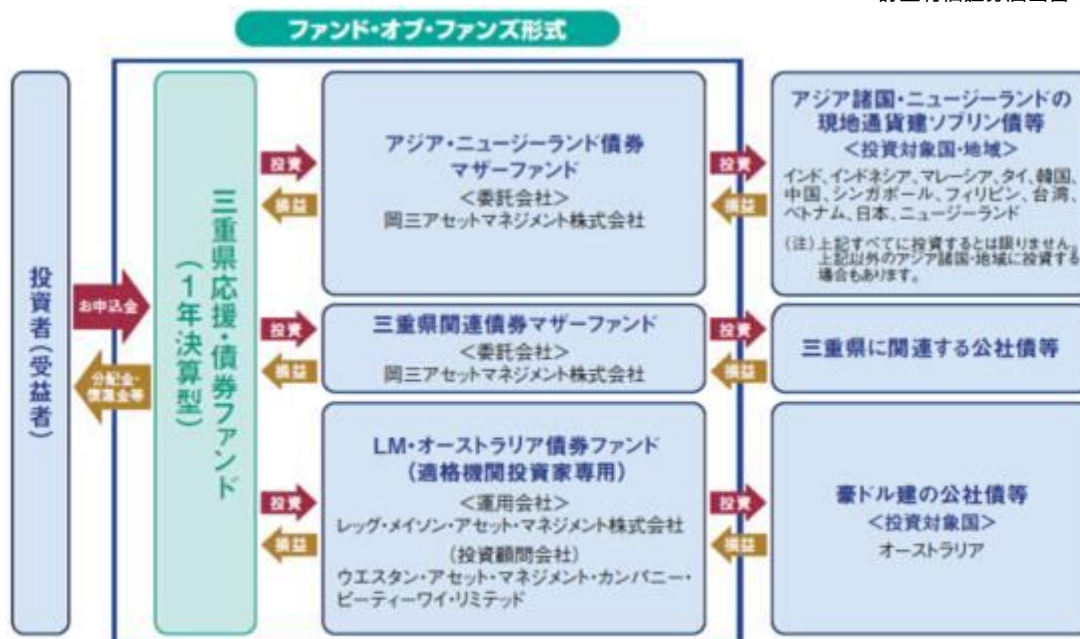 ファンド・オブ・ファンズ形式
投資者(受益者)
お申込金
分配金・
償還金等
三重県応援・債券ファンド
(1年決算型)
投資
損益
アジア・ニュージーランド債券
マザーファンド
<委託会社>
岡三アセットマネジメント株式会社
投資
損益
アジア諸国・ニュージーランドの
現地通貨建ソブリン債等
<投資対象国・地域>
インド、インドネシア、マレーシア、タイ、韓国、
中国、シンガポール、フィリピン、台湾、
ベトナム、日本、ニュージーランド
(注)上記すべてに投資するとは限りません。
上記以外のアジア諸国・地域に投資する
場合もあります。
投資
損益
三重県関連債券マザーファンド
<委託会社>
岡三アセットマネジメント株式会社
投資
損益
三重県に関連する公社債等
投資
損益
LM・オーストラリア債券ファンド
(適格機関投資家専用)
<運用会社>
レッグ・メイソン・アセット・マネジメント株式会社
(投資顧問会社)
ウエスタン・アセット・マネジメント・カンパニー・
ピーティーワイ・リミテッド
投資
損益
豪ドル建の公社債等
<投資対象国>
オーストラリア